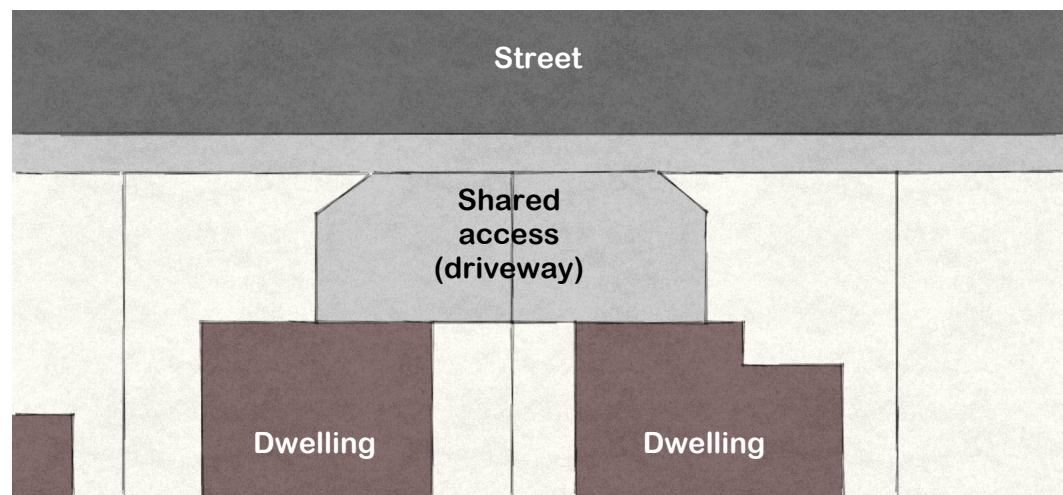 Street
Shared
access
(driveway)
Dwelling
Dwelling